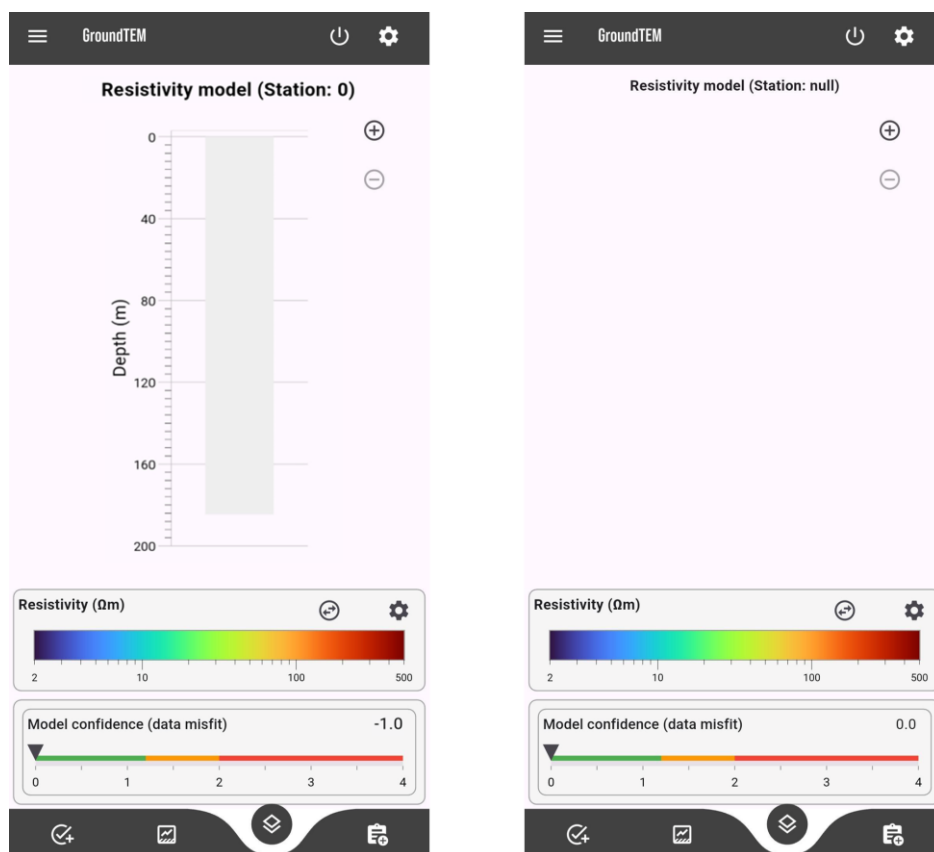 GroundTEM
Resistivity model (Station: 0)
0
40
80
120
160
200
Depth (m)
Resistivity (Ωm)
2 10 100 500
Model confidence (data misfit) -1.0
0 1 2 3 4
GroundTEM
Resistivity model (Station: null)
Resistivity (Ωm)
2 10 100 500
Model confidence (data misfit) 0.0
0 1 2 3 4